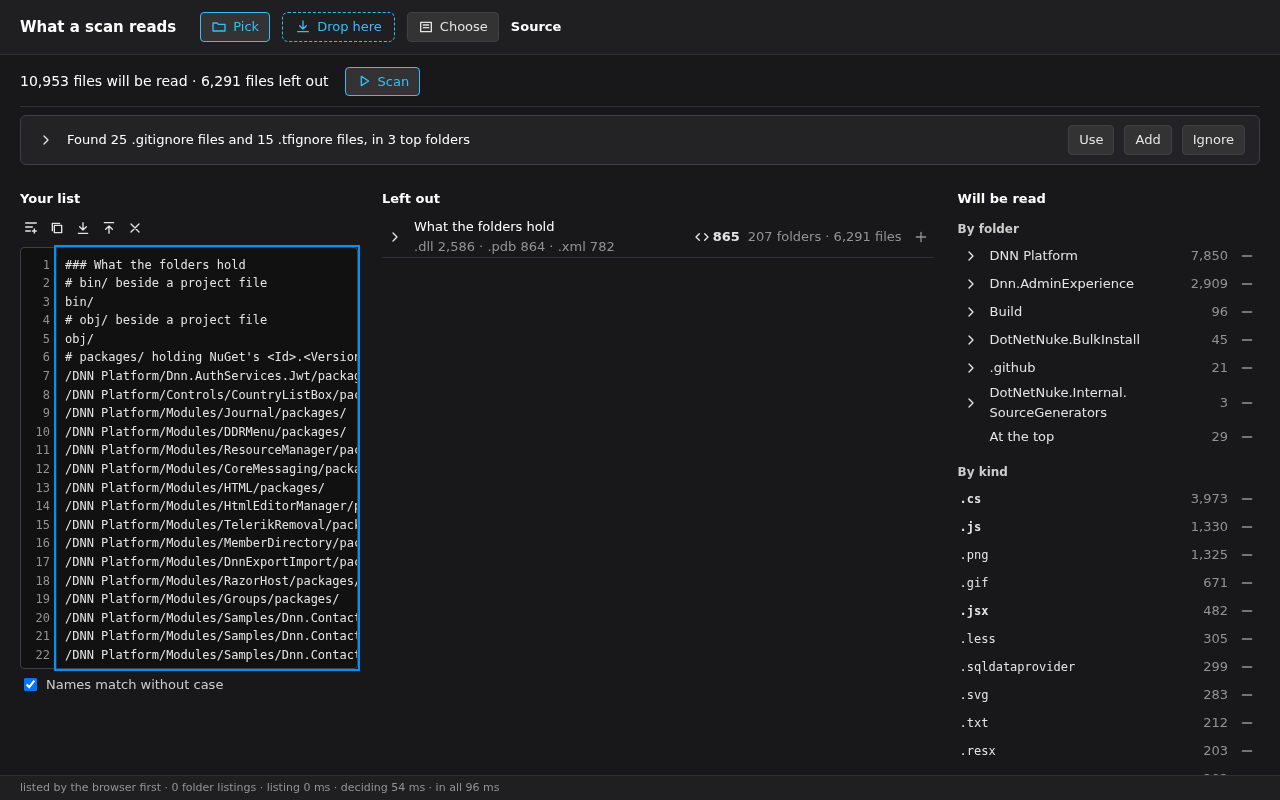 What a scan reads
Pick
Drop here
Choose
Source
10,953 files will be read · 6,291 files left out
Scan
Found 25 .gitignore files and 15 .tfignore files, in 3 top folders
Use
Add
Ignore
Your list
1 ### What the folders hold
2 # bin/ beside a project file
3 bin/
4 # obj/ beside a project file
5 obj/
6 # packages/ holding NuGet's <Id>.<Version
7 /DNN Platform/Dnn.AuthServices.Jwt/packag
8 /DNN Platform/Controls/CountryListBox/pac
9 /DNN Platform/Modules/Journal/packages/
10 /DNN Platform/Modules/DDRMenu/packages/
11 /DNN Platform/Modules/ResourceManager/pac
12 /DNN Platform/Modules/CoreMessaging/packa
13 /DNN Platform/Modules/HTML/packages/
14 /DNN Platform/Modules/HtmlEditorManager/p
15 /DNN Platform/Modules/TelerikRemoval/pack
16 /DNN Platform/Modules/MemberDirectory/pac
17 /DNN Platform/Modules/DnnExportImport/pac
18 /DNN Platform/Modules/RazorHost/packages/
19 /DNN Platform/Modules/Groups/packages/
20 /DNN Platform/Modules/Samples/Dnn.Contact
21 /DNN Platform/Modules/Samples/Dnn.Contact
22 /DNN Platform/Modules/Samples/Dnn.Contact
Names match without case
Left out
What the folders hold
.dll 2,586 · .pdb 864 · .xml 782
865 207 folders · 6,291 files
Will be read
By folder
DNN Platform 7,850
Dnn.AdminExperience 2,909
Build 96
DotNetNuke.BulkInstall 45
.github 21
DotNetNuke.Internal.
SourceGenerators 3
At the top 29
By kind
.cs 3,973
.js 1,330
.png 1,325
.gif 671
.jsx 482
.less 305
.sqldataprovider 299
.svg 283
.txt 212
.resx 203
listed by the browser first · 0 folder listings · listing 0 ms · deciding 54 ms · in all 96 ms